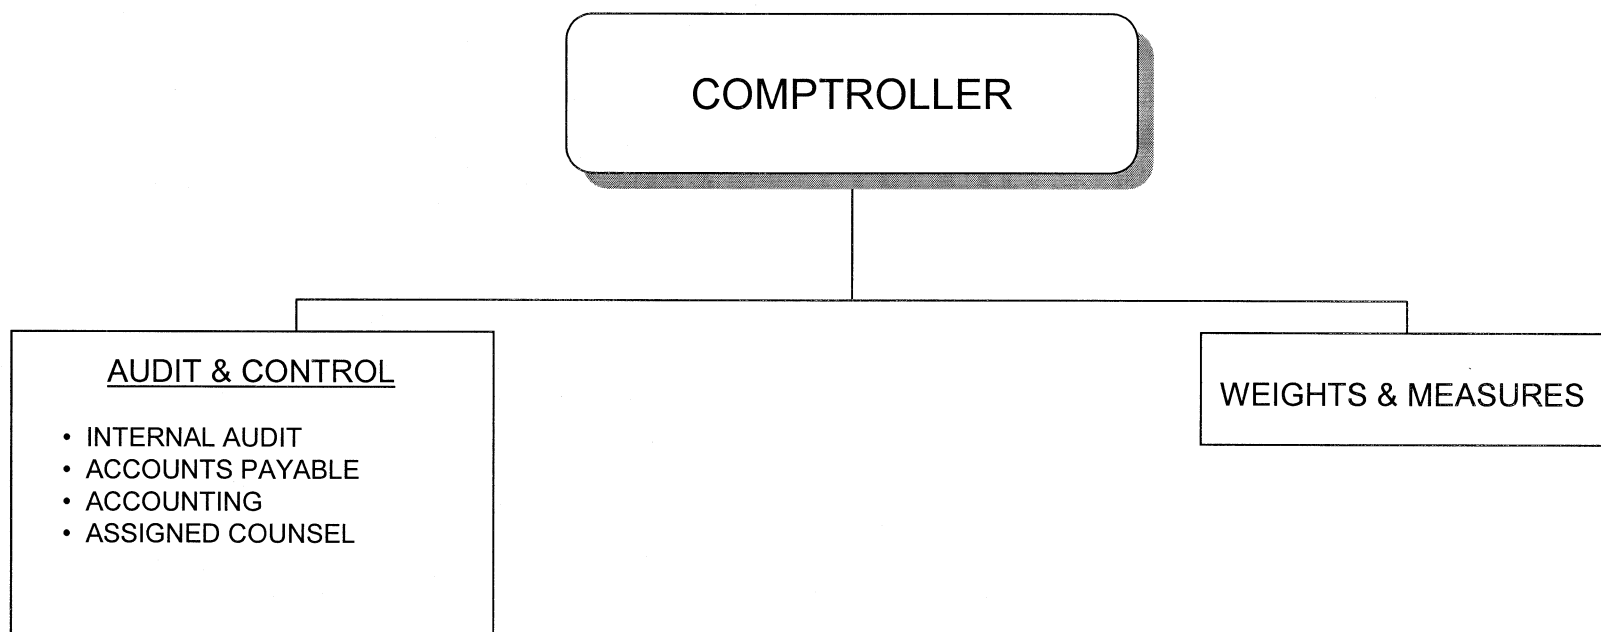 COMPTROLLER
AUDIT & CONTROL
• INTERNAL AUDIT
• ACCOUNTS PAYABLE
• ACCOUNTING
• ASSIGNED COUNSEL
WEIGHTS & MEASURES